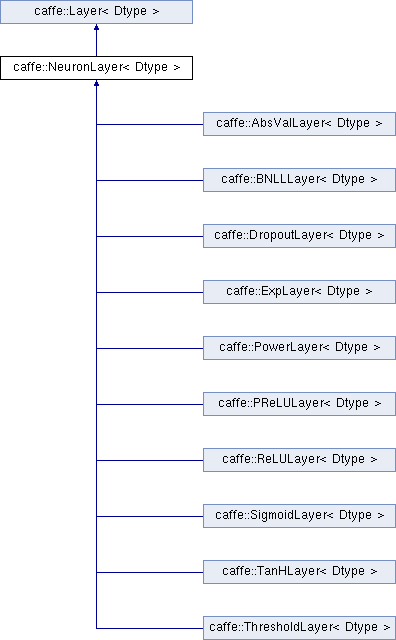 caffe::Layer< Dtype >
caffe::NeuronLayer< Dtype >
caffe::AbsValLayer< Dtype >
caffe::BNLLLayer< Dtype >
caffe::DropoutLayer< Dtype >
caffe::ExpLayer< Dtype >
caffe::PowerLayer< Dtype >
caffe::PReLULayer< Dtype >
caffe::ReLULayer< Dtype >
caffe::SigmoidLayer< Dtype >
caffe::TanHLayer< Dtype >
caffe::ThresholdLayer< Dtype >